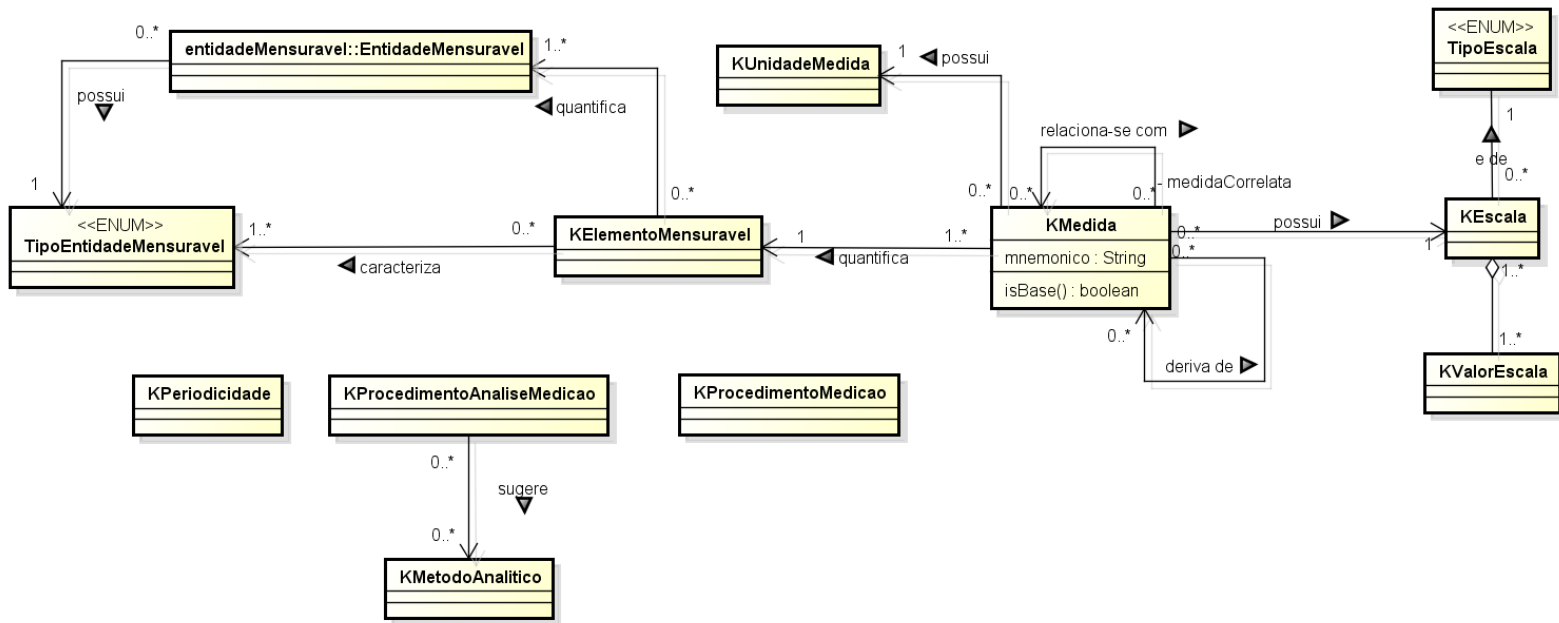 0..*
entidadeMensuravel::EntidadeMensuravel
1..*
possui
quantifica
1
0..*
<<ENUM>>
TipoEntidadeMensuravel
1..*
0..*
caracteriza
KElementoMensuravel
1
1..*
quantifica
KUnidadeMedida
1
possui
relaciona-se com
0..*
0..*
0..*
- medidaCorrelata
KMedida
mnemonico : String
isBase() : boolean
0..*
possui
1
0..*
0..*
deriva de
<<ENUM>>
TipoEscala
1
e de
0..*
KEscala
1..*
1..*
KValorEscala
KPeriodicidade
KProcedimentoAnaliseMedicao
KProcedimentoMedicao
0..*
sugere
0..*
KMetodoAnalitico